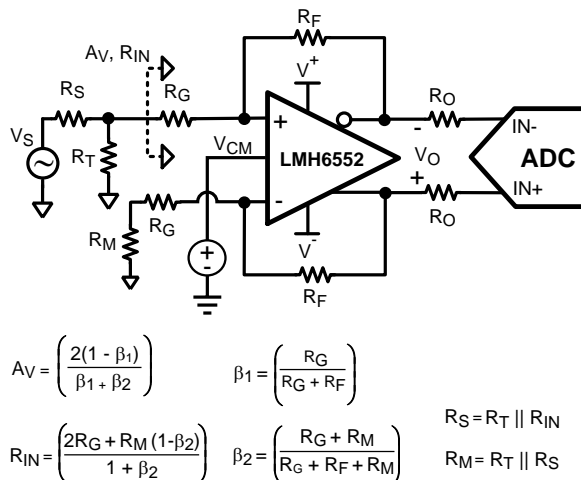 A_V, R_IN
R_F
V^+
R_S
R_G
R_O
V_S
+
-
IN-
V_CM
R_T
LMH6552
V_O
ADC
-
+
IN+
R_G
R_O
R_M
V^-
+
-
R_F
A_V = (2(1 - β_1) / β_1 + β_2)
β_1 = (R_G / R_G + R_F)
R_IN = (2R_G + R_M (1-β_2) / 1 + β_2)
β_2 = (R_G + R_M / R_G + R_F + R_M)
R_S = R_T || R_IN
R_M = R_T || R_S